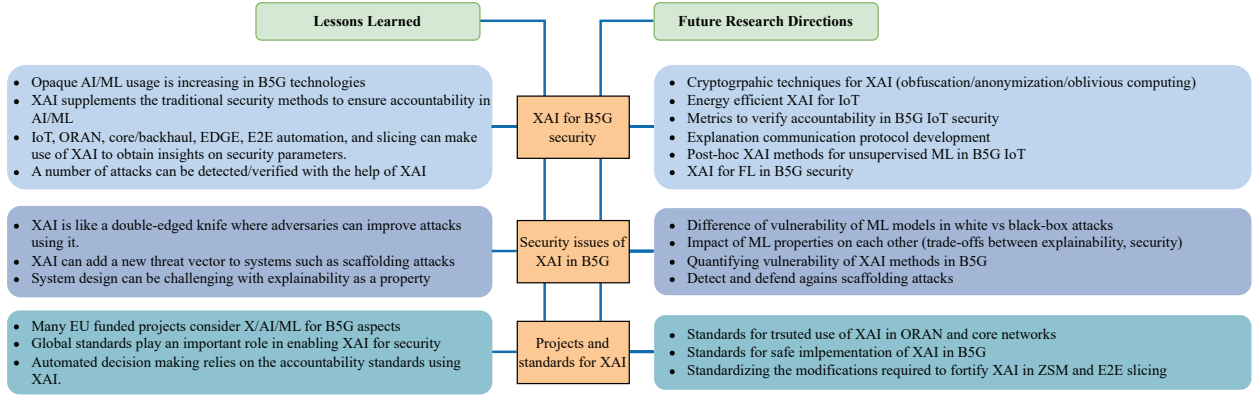 Lessons Learned
Future Research Directions
• Opaque AI/ML usage is increasing in B5G technologies
• XAI supplements the traditional security methods to ensure accountability in
AI/ML
• IoT, ORAN, core/backhaul, EDGE, E2E automation, and slicing can make
use of XAI to obtain insights on security parameters.
• A number of attacks can be detected/verified with the help of XAI
XAI for B5G
security
• Cryptogrpahic techniques for XAI (obfuscation/anonymization/oblivious computing)
• Energy efficient XAI for IoT
• Metrics to verify accountability in B5G IoT security
• Explanation communication protocol development
• Post-hoc XAI methods for unsupervised ML in B5G IoT
• XAI for FL in B5G security
• XAI is like a double-edged knife where adversaries can improve attacks
using it.
• XAI can add a new threat vector to systems such as scaffolding attacks
• System design can be challenging with explainability as a property
Security issues of
XAI in B5G
• Difference of vulnerability of ML models in white vs black-box attacks
• Impact of ML properties on each other (trade-offs between explainability, security)
• Quantifying vulnerability of XAI methods in B5G
• Detect and defend agains scaffolding attacks
• Many EU funded projects consider X/AI/ML for B5G aspects
• Global standards play an important role in enabling XAI for security
• Automated decision making relies on the accountability standards using
XAI.
Projects and
standards for XAI
• Standards for trsuted use of XAI in ORAN and core networks
• Standards for safe imlpementation of XAI in B5G
• Standardizing the modifications required to fortify XAI in ZSM and E2E slicing